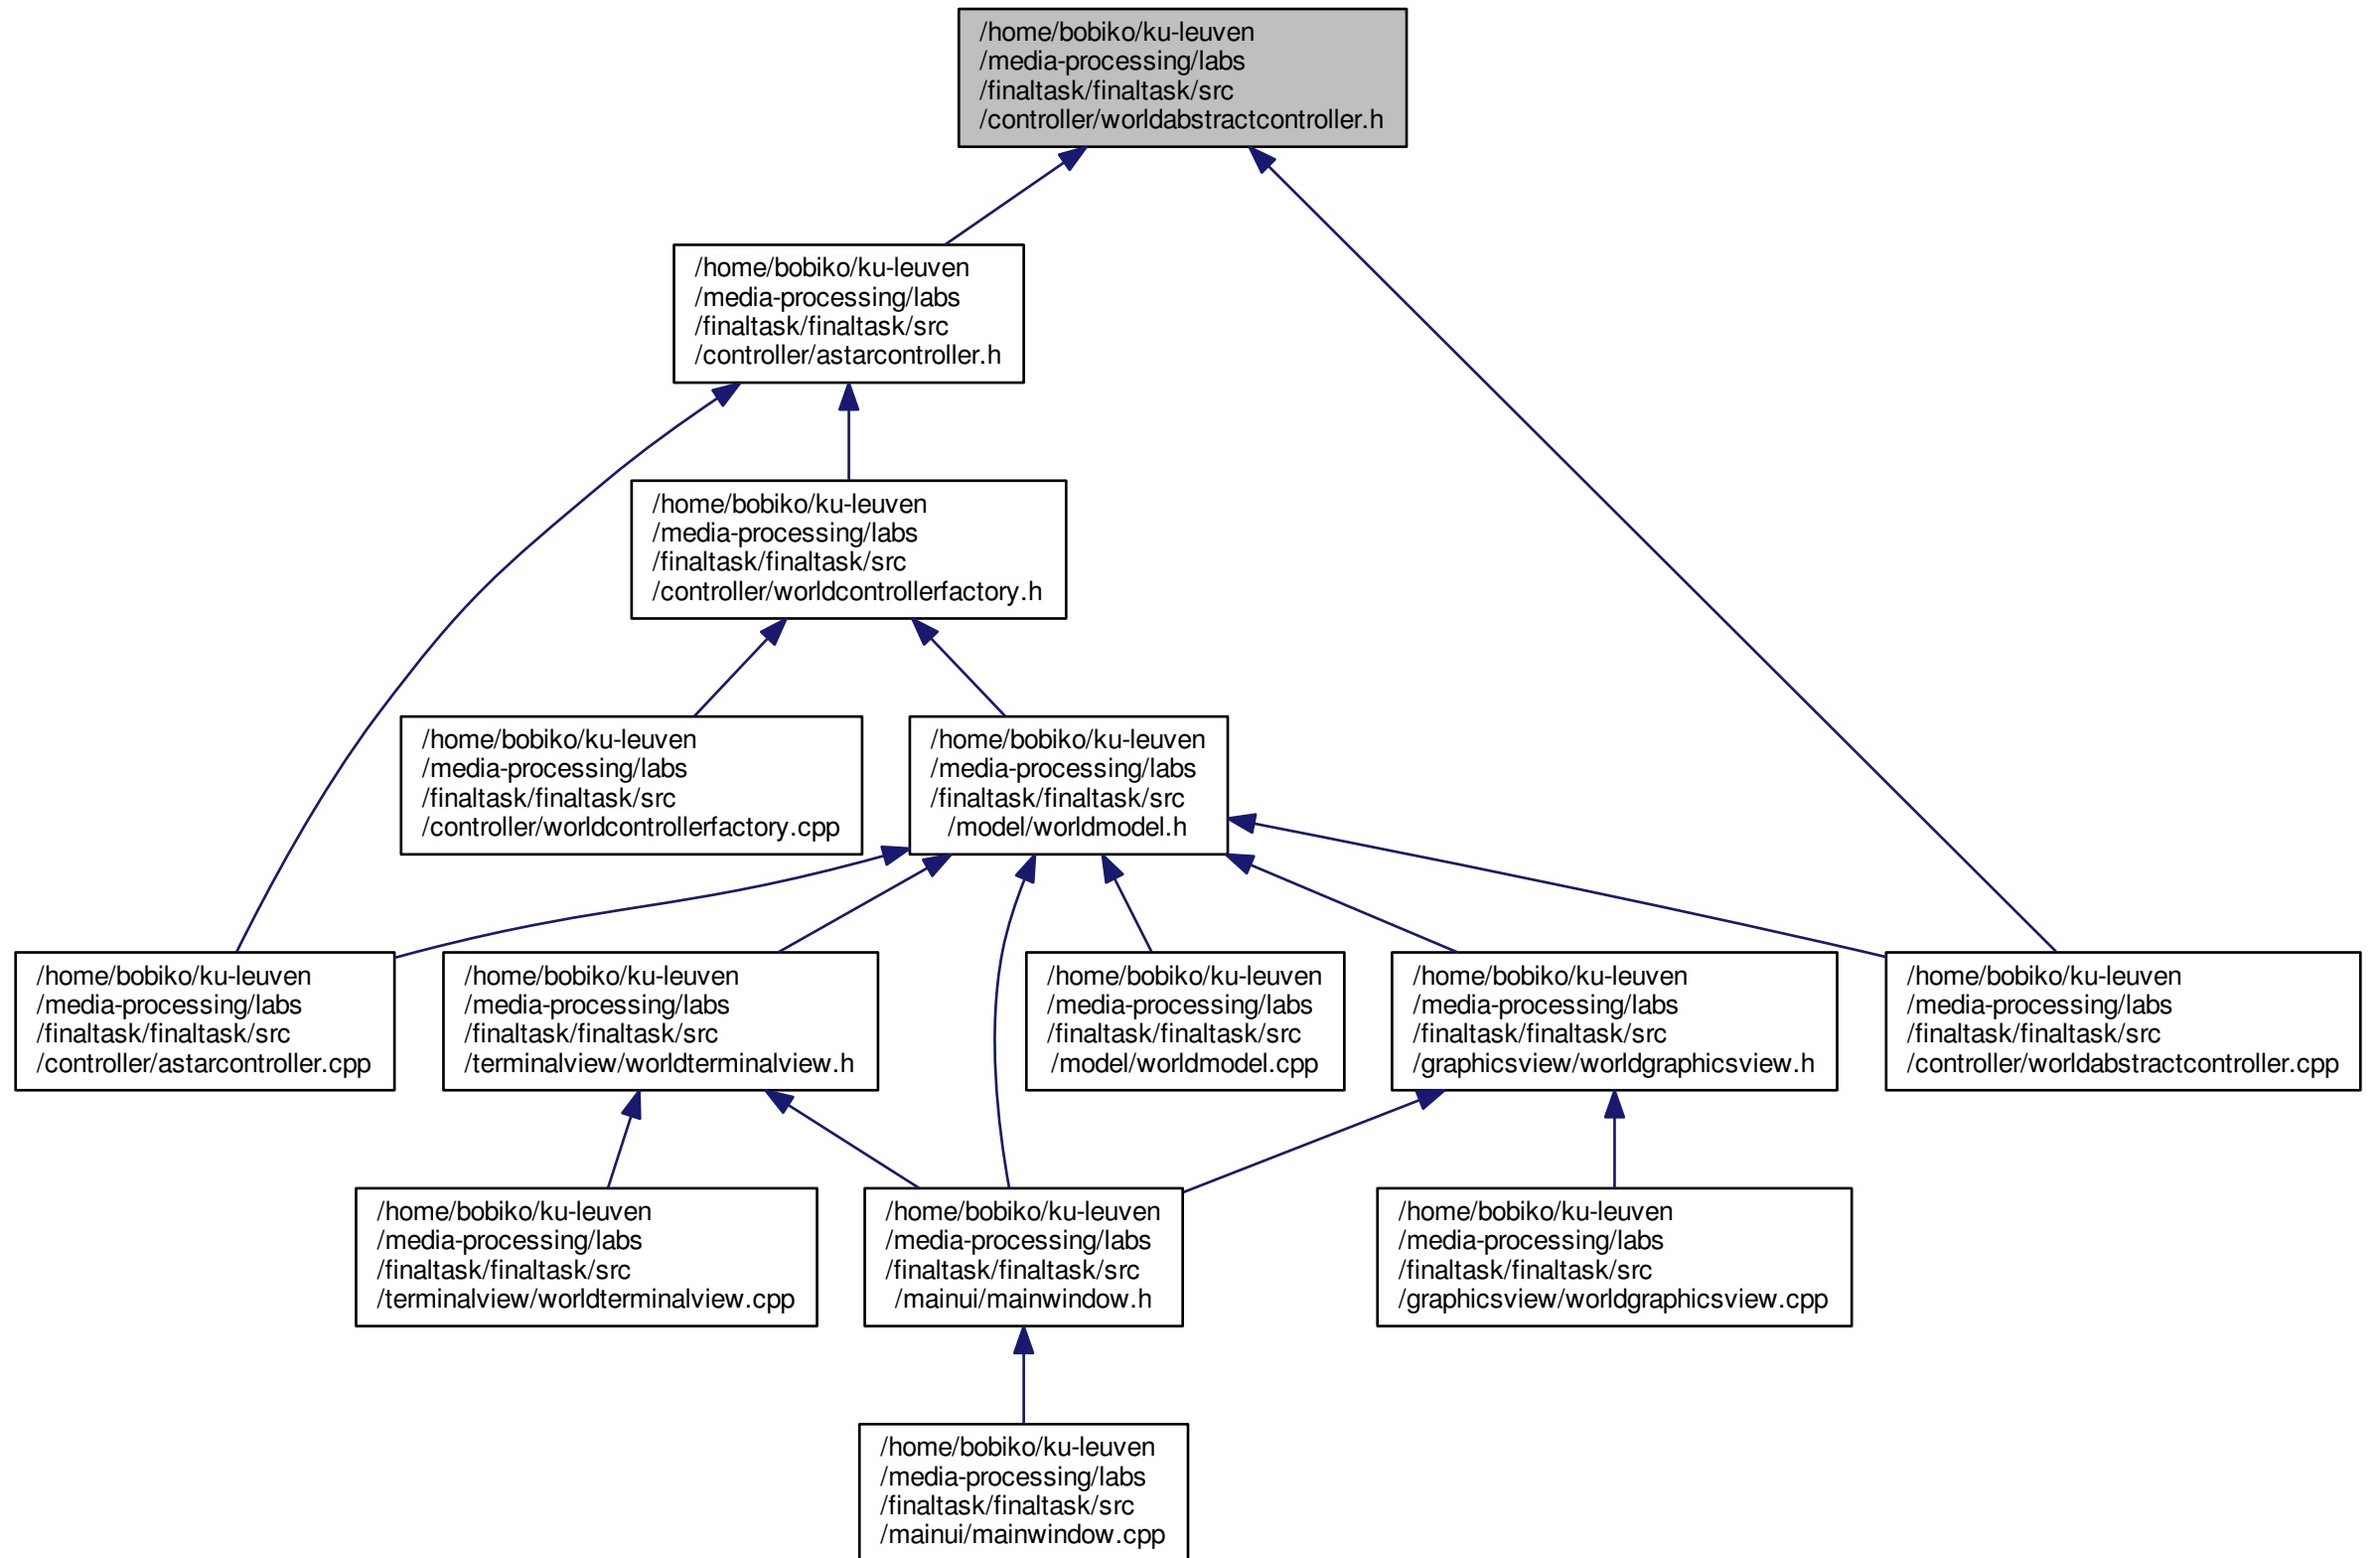 /home/bobiko/ku-leuven
/media-processing/labs
/finaltask/finaltask/src
/controller/worldabstractcontroller.h
/home/bobiko/ku-leuven
/media-processing/labs
/finaltask/finaltask/src
/controller/astarcontroller.h
/home/bobiko/ku-leuven
/media-processing/labs
/finaltask/finaltask/src
/controller/worldcontrollerfactory.h
/home/bobiko/ku-leuven
/media-processing/labs
/finaltask/finaltask/src
/controller/worldcontrollerfactory.cpp
/home/bobiko/ku-leuven
/media-processing/labs
/finaltask/finaltask/src
/model/worldmodel.h
/home/bobiko/ku-leuven
/media-processing/labs
/finaltask/finaltask/src
/controller/astarcontroller.cpp
/home/bobiko/ku-leuven
/media-processing/labs
/finaltask/finaltask/src
/terminalview/worldterminalview.h
/home/bobiko/ku-leuven
/media-processing/labs
/finaltask/finaltask/src
/model/worldmodel.cpp
/home/bobiko/ku-leuven
/media-processing/labs
/finaltask/finaltask/src
/graphicsview/worldgraphicsview.h
/home/bobiko/ku-leuven
/media-processing/labs
/finaltask/finaltask/src
/controller/worldabstractcontroller.cpp
/home/bobiko/ku-leuven
/media-processing/labs
/finaltask/finaltask/src
/terminalview/worldterminalview.cpp
/home/bobiko/ku-leuven
/media-processing/labs
/finaltask/finaltask/src
/mainui/mainwindow.h
/home/bobiko/ku-leuven
/media-processing/labs
/finaltask/finaltask/src
/graphicsview/worldgraphicsview.cpp
/home/bobiko/ku-leuven
/media-processing/labs
/finaltask/finaltask/src
/mainui/mainwindow.cpp